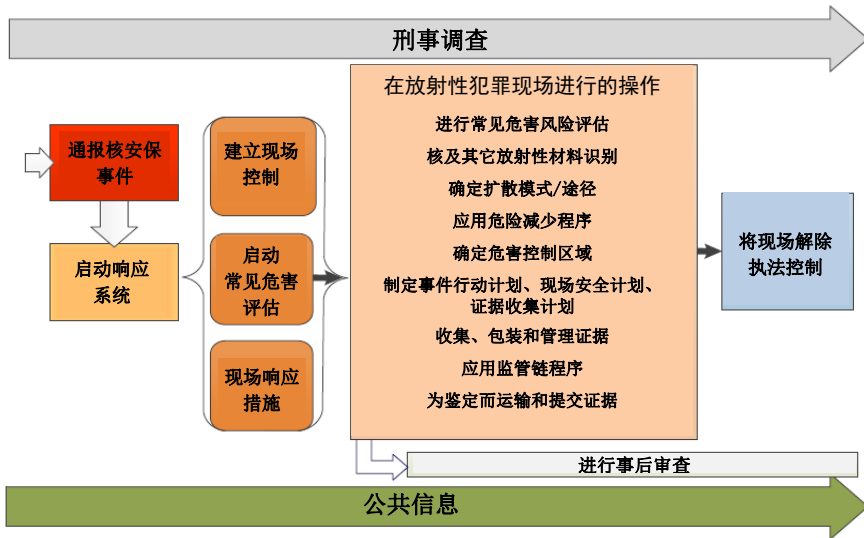 刑事调查
通报核安保
事件
启动响应
系统
建立现场
控制
启动
常见危害
评估
现场响应
措施
在放射性犯罪现场进行的操作
进行常见危害风险评估
核及其它放射性材料识别
确定扩散模式/途径
应用危险减少程序
确定危害控制区域
制定事件行动计划、现场安全计划、
证据收集计划
收集、包装和管理证据
应用监管链程序
为鉴定而运输和提交证据
将现场解除
执法控制
进行事后审查
公共信息